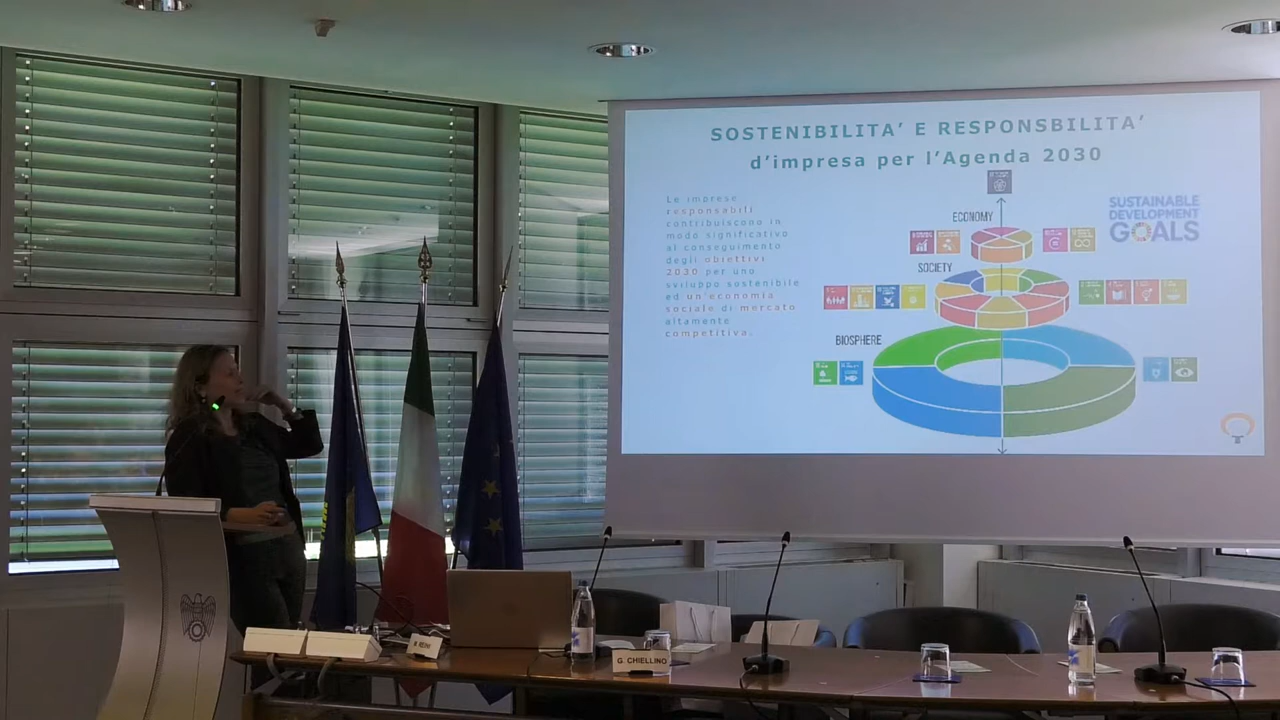 SOSTENIBILITA' E RESPONSBILITA'
d'impresa per l'Agenda 2030
Le imprese
responsabili
contribuiscono in
modo significativo
al conseguimento
degli obiettivi
2030 per uno
sviluppo sostenibile
ed un'economia
sociale di mercato
altamente
competitiva.
ECONOMY
SOCIETY
BIOSPHERE
SUSTAINABLE
DEVELOPMENT
GOALS
G. CHIELLINO